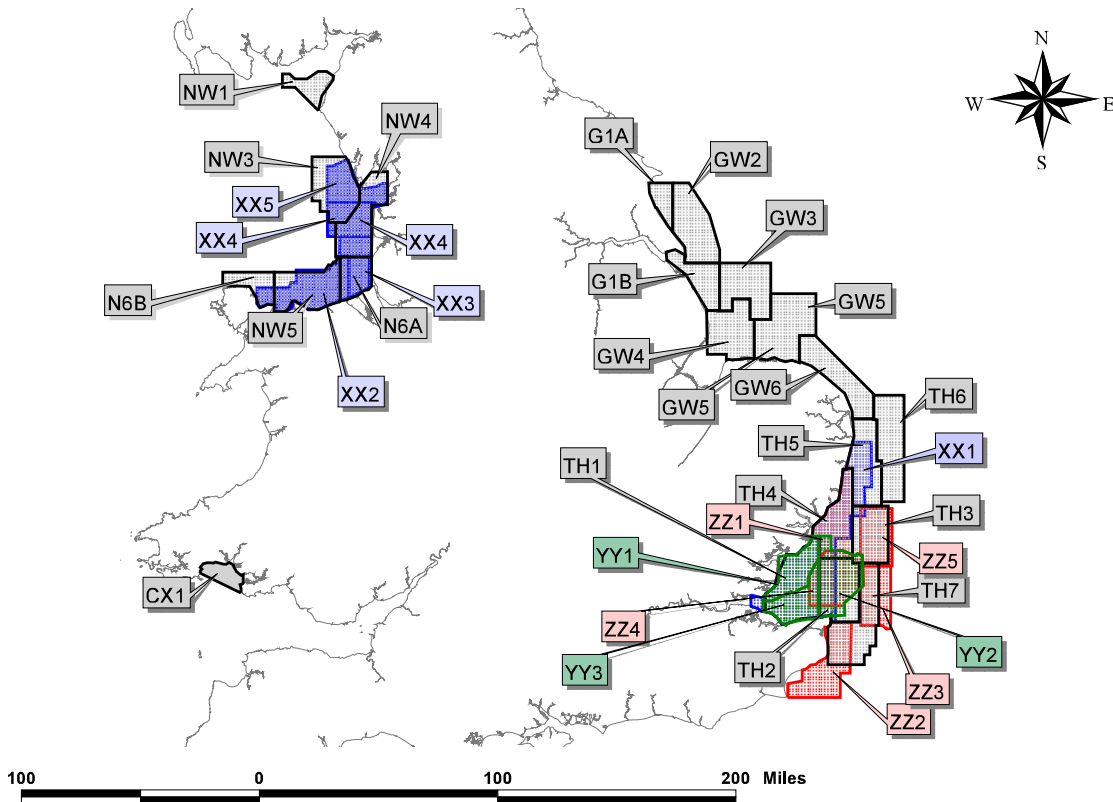 N
W
E
S
NW1
NW4
NW3
XX5
XX4
XX4
N6B
NW5
N6A
XX3
XX2
CX1
G1A
GW2
GW3
G1B
GW5
GW4
GW6
GW5
TH6
TH5
XX1
TH1
TH4
ZZ1
TH3
YY1
ZZ5
TH7
ZZ4
YY3
TH2
YY2
ZZ3
ZZ2
100 0 100 200 Miles